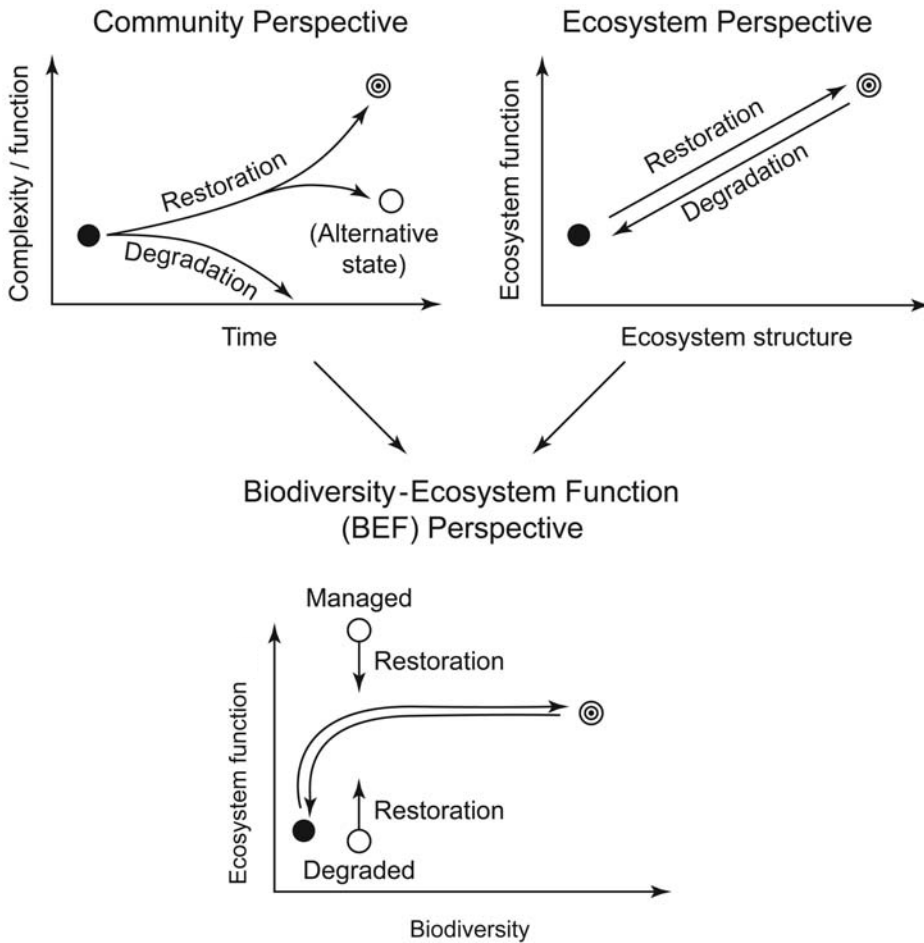 Community Perspective
Complexity / function
Restoration
Degradation
(Alternative
state)
Time
Ecosystem Perspective
Ecosystem function
Restoration
Degradation
Ecosystem structure
Biodiversity-Ecosystem Function
(BEF) Perspective
Managed
Restoration
Ecosystem function
Restoration
Degraded
Biodiversity